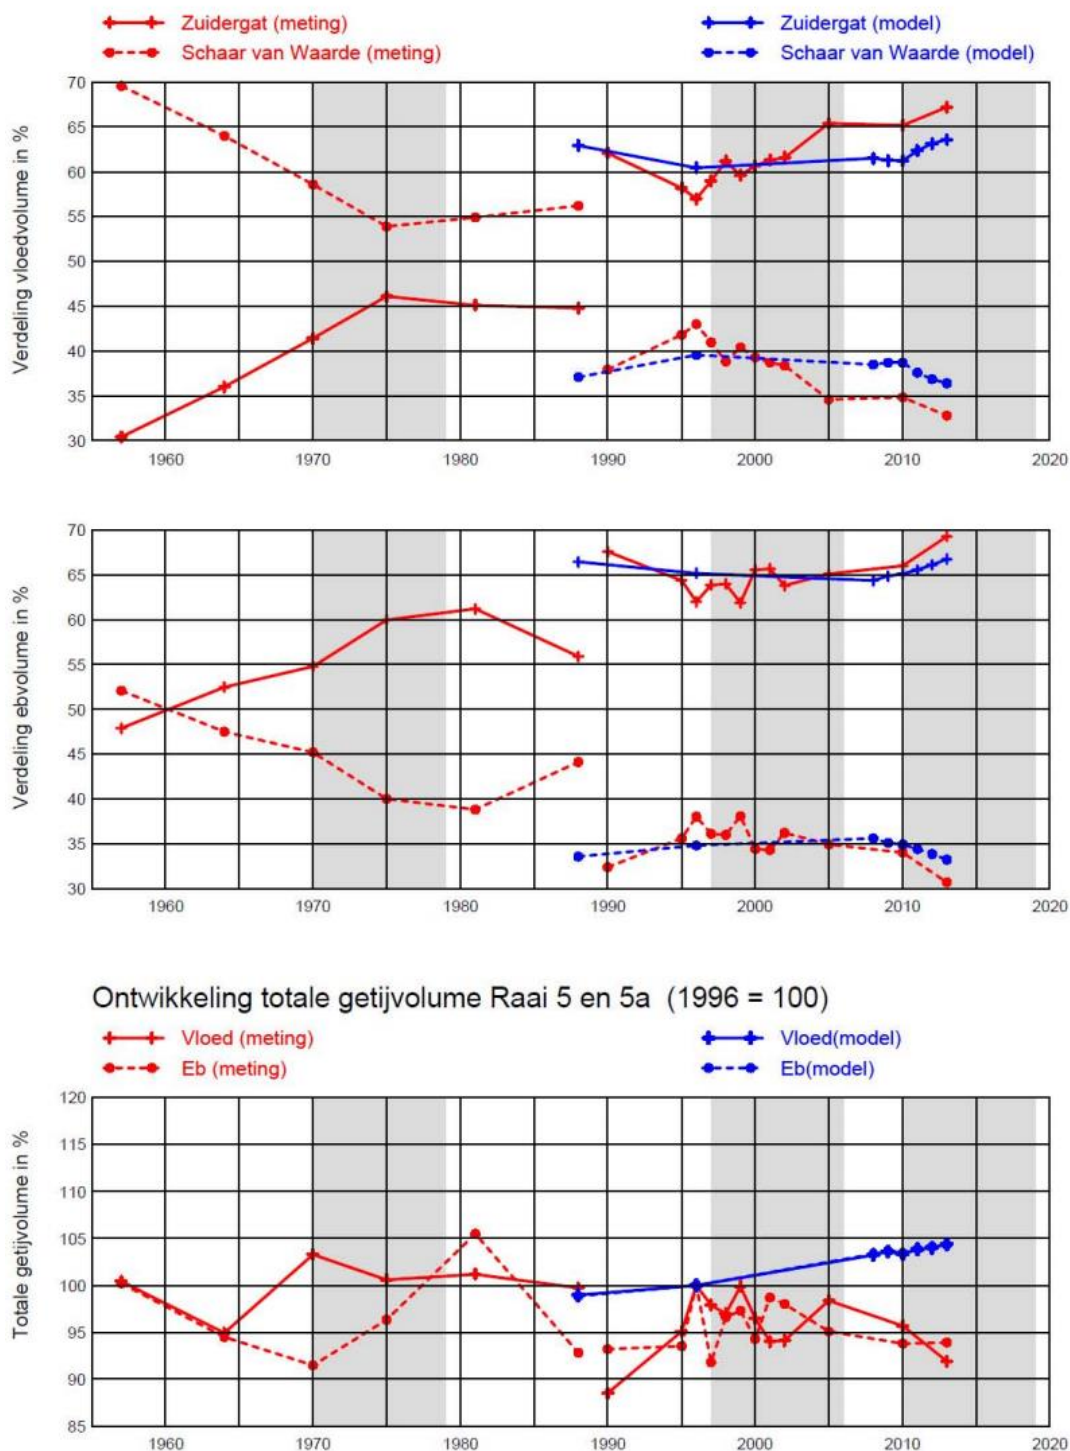 Zuidergat (meting) Zuidergat (model)
Schaar van Waarde (meting) Schaar van Waarde (model)
Verdeling vloedvolume in %
70
65
60
55
50
45
40
35
30
1960 1970 1980 1990 2000 2010 2020
Verdeling ebvolume in %
70
65
60
55
50
45
40
35
30
1960 1970 1980 1990 2000 2010 2020
Ontwikkeling totale getijvolume Raai 5 en 5a (1996 = 100)
Vloed (meting) Vloed(model)
Eb (meting) Eb(model)
Totale getijvolume in %
120
115
110
105
100
95
90
85
1960 1970 1980 1990 2000 2010 2020